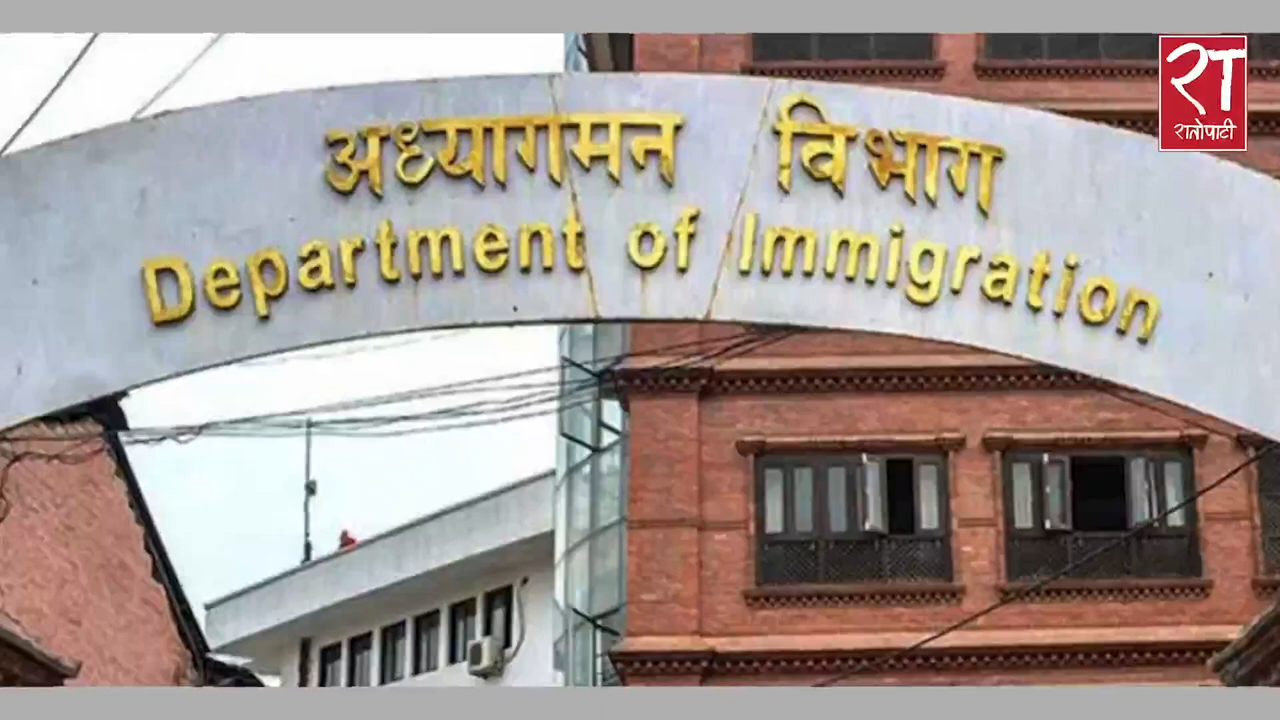 अध्यागमन विभाग
Department of Immigration
रा
रातोपाटी